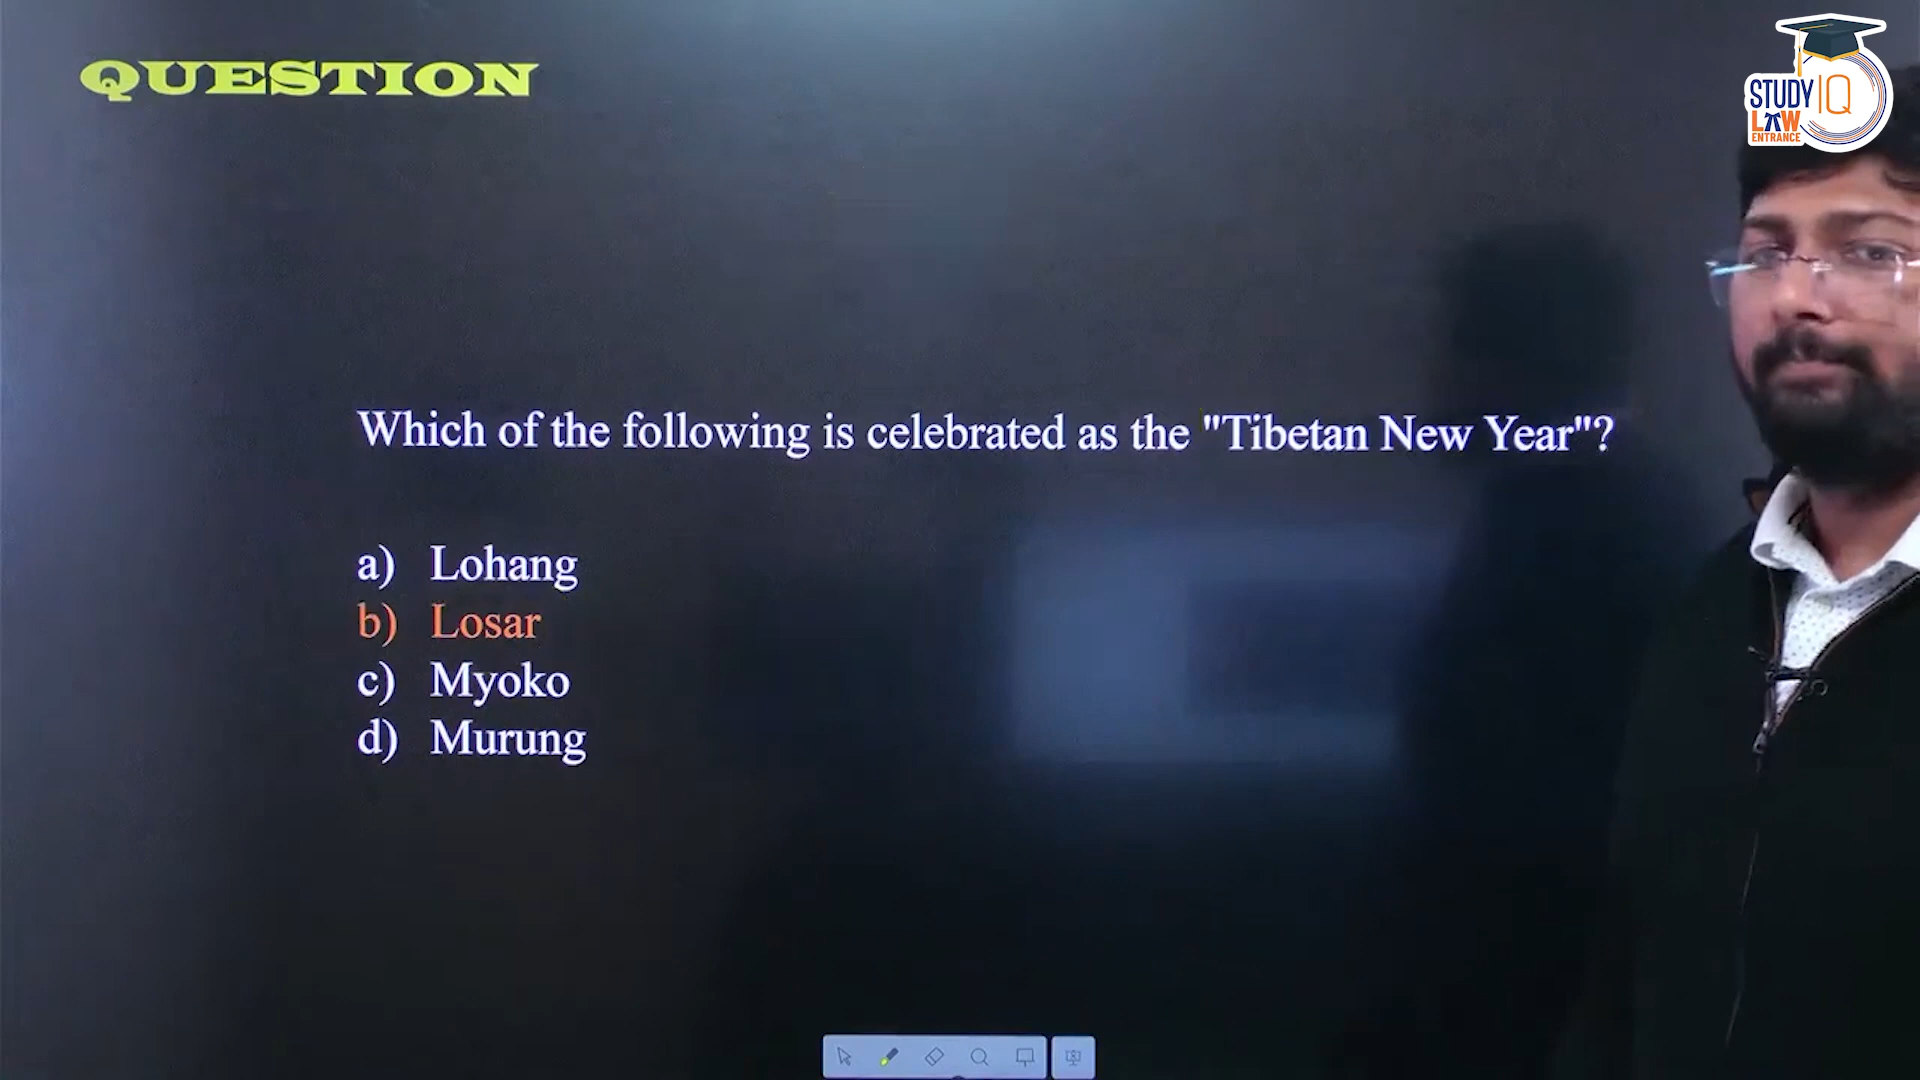 QUESTION
STUDY IQ
LAW
ENTRANCE
Which of the following is celebrated as the "Tibetan New Year"?
a) Lohang
b) Losar
c) Myoko
d) Murung